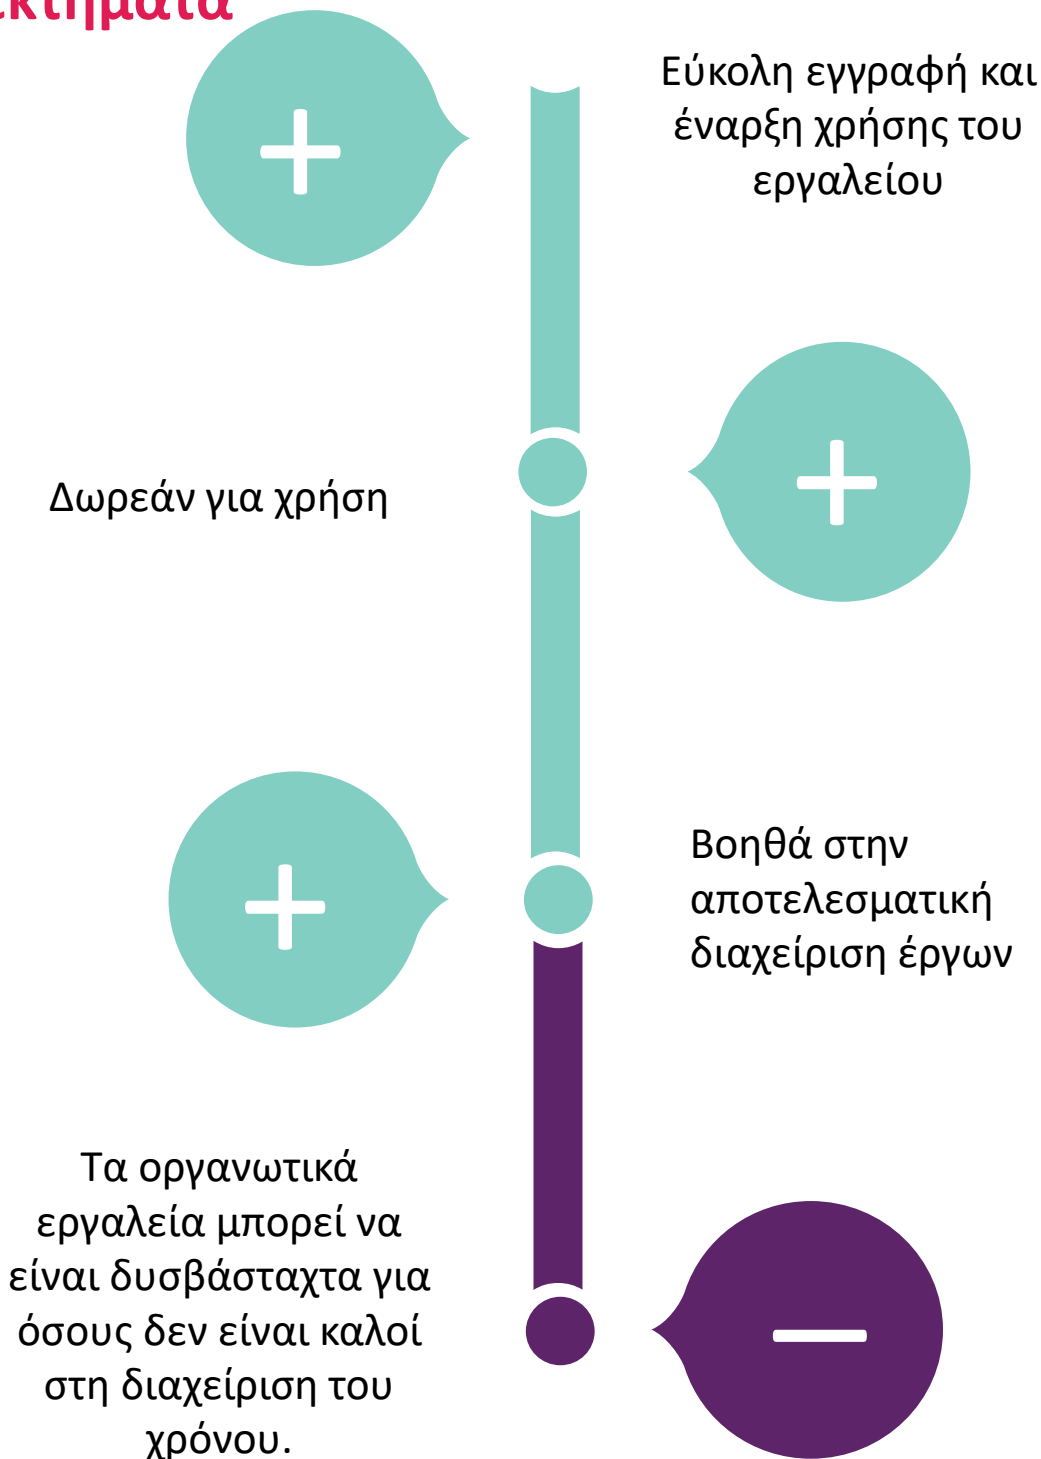 Εύκολη εγγραφή και
έναρξη χρήσης του
εργαλείου
+
+
Δωρεάν για χρήση
+
+
Βοηθά στην
αποτελεσματική
διαχείριση έργων
Τα οργανωτικά
εργαλεία μπορεί να
είναι δυσβάσταχτα για
όσους δεν είναι καλοί
στη διαχείριση του
χρόνου.